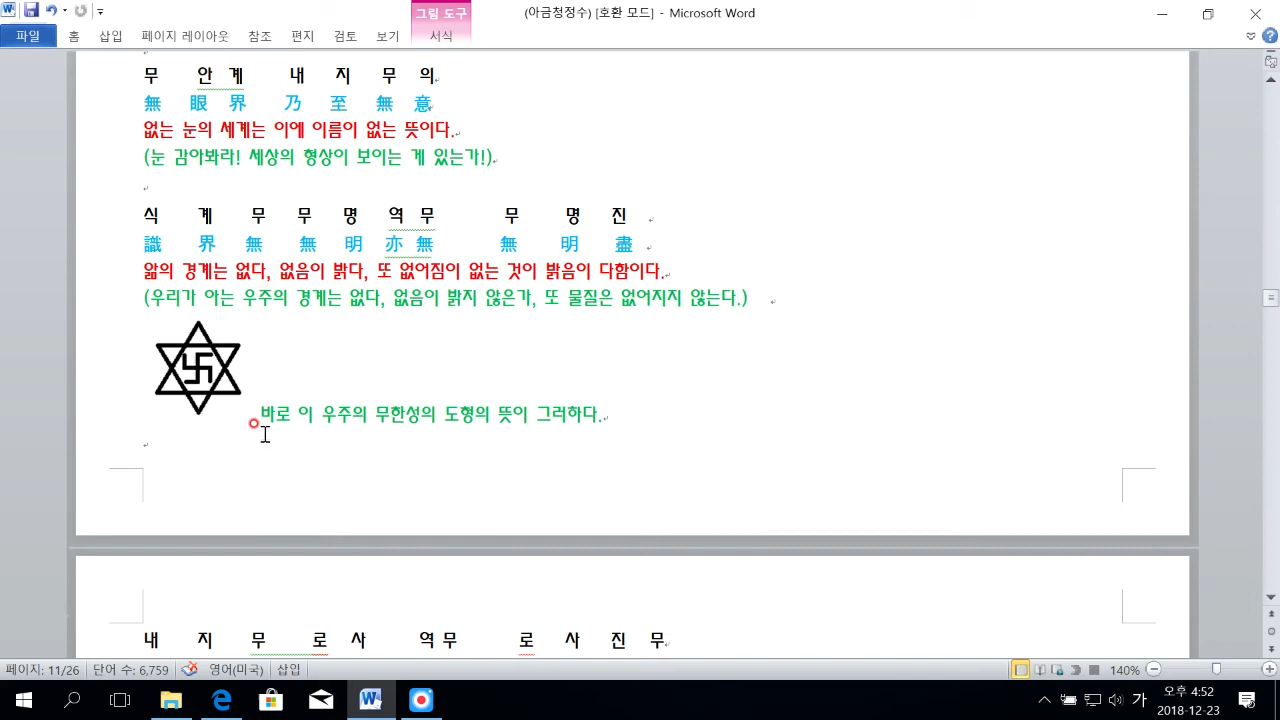 그림 도구
(아금청정수) [호환 모드] - Microsoft Word
파일 홈 삽입 페이지 레이아웃 참조 편지 검토 보기 서식
무 안 계 내 지 무 의
無 眼 界 乃 至 無 意
없는 눈의 세계는 이에 이름이 없는 뜻이다.
(눈 감아봐라! 세상의 형상이 보이는 게 있는가!)
식 계 무 무 명 역 무 무 명 진
識 界 無 無 明 亦 無 無 明 盡
앎의 경계는 없다, 없음이 밝다, 또 없어짐이 없는 것이 밝음이 다함이다.
(우리가 아는 우주의 경계는 없다, 없음이 밝지 않은가, 또 물질은 없어지지 않는다.)
卐
바로 이 우주의 무한성의 도형의 뜻이 그러하다.
내 지 무 로 사 역 무 로 사 진 무
페이지: 11/26 단어 수: 6,759 영어(미국) 삽입 140%
가 오후 4:52
2018-12-23